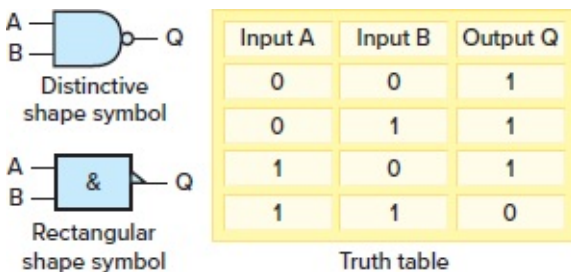 A
B
Q
Distinctive
shape symbol
A
B
&
Q
Rectangular
shape symbol
Input A Input B Output Q
0 0 1
0 1 1
1 0 1
1 1 0
Truth table